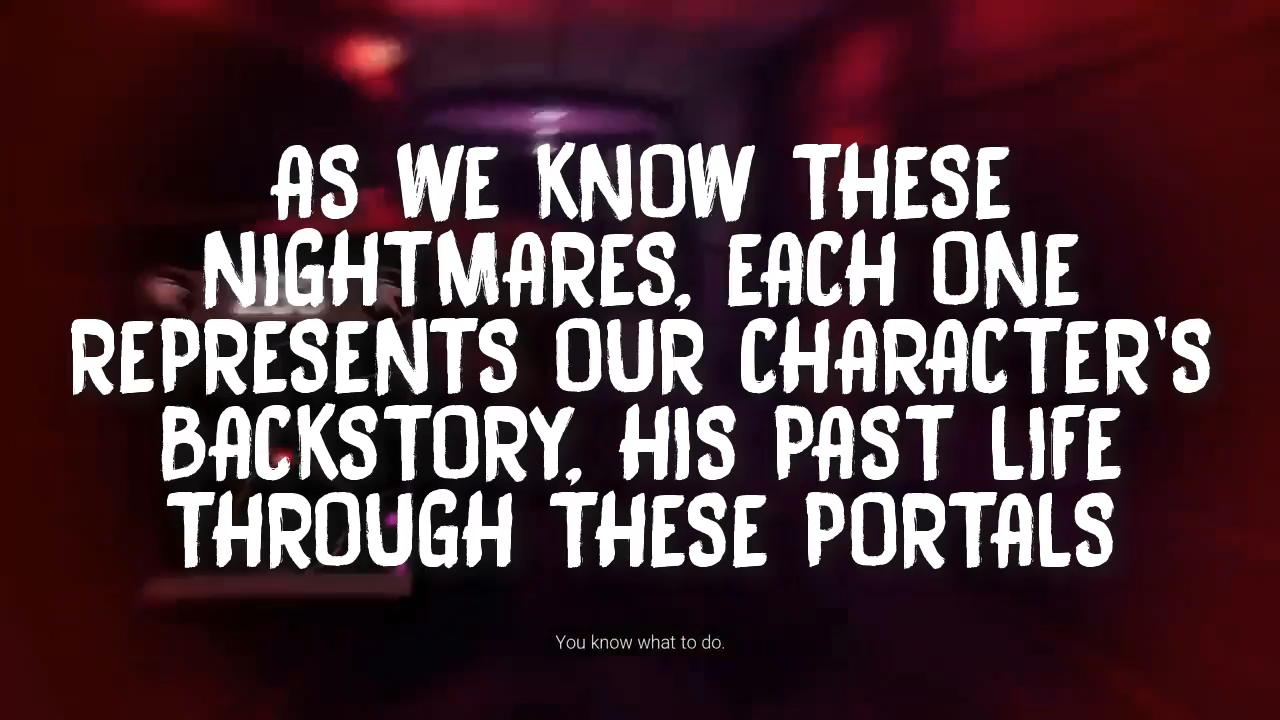 AS WE KNOW THESE
NIGHTMARES, EACH ONE
REPRESENTS OUR CHARACTER'S
BACKSTORY, HIS PAST LIFE
THROUGH THESE PORTALS
You know what to do.